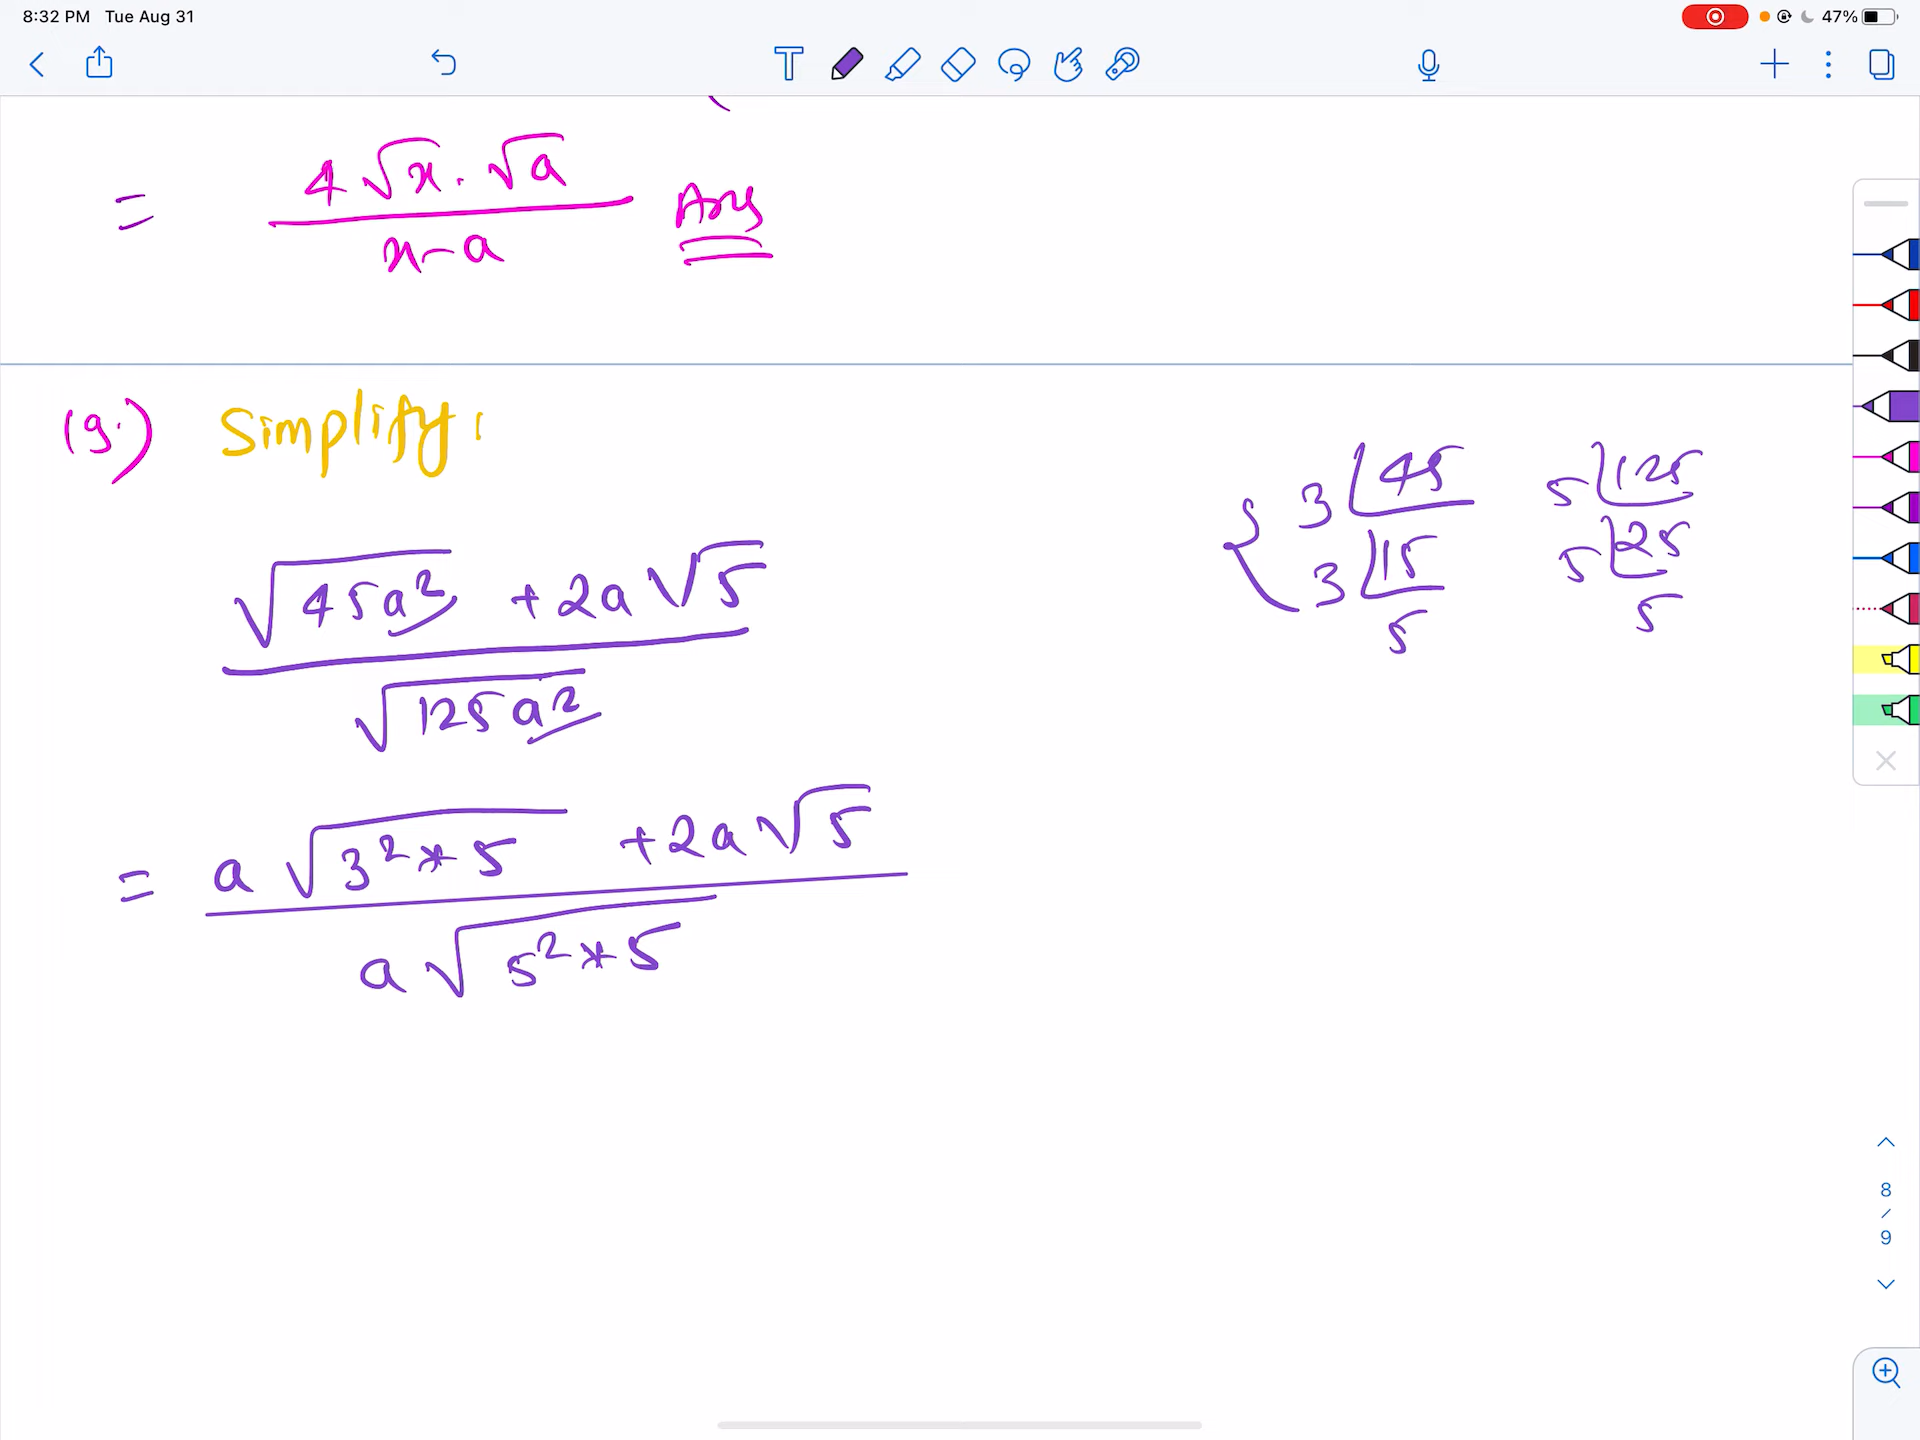 8:32 PM Tue Aug 31
47%
= 4√x · √a / x-a Ans
(9.) Simplify:
√45a² + 2a√5
√125a²
= a√3²*5 + 2a√5
a√5²*5
3 45
3 15
5
5 125
5 25
5
8
/
9